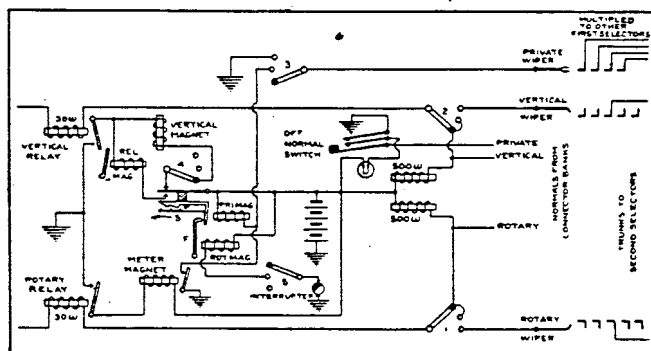 MULTIPLED
TO OTHER
FIRST SELECTORS
PRIVATE
WIPER
3
30W
VERTICAL RELAY
VERTICAL
MAGNET
REL
MAG
OFF
NORMAL
SWITCH
2
VERTICAL
WIPER
PRIVATE
VERTICAL
4
500W
500W
PRI MAG
S
F
ROT MAG
ROTARY
NORMALS FROM
CONNECTOR BANKS
TRUNKS TO
SECOND SELECTORS
ROTARY
RELAY
30W
METER
MAGNET
5
INTERRUPTER
1
ROTARY
WIPER